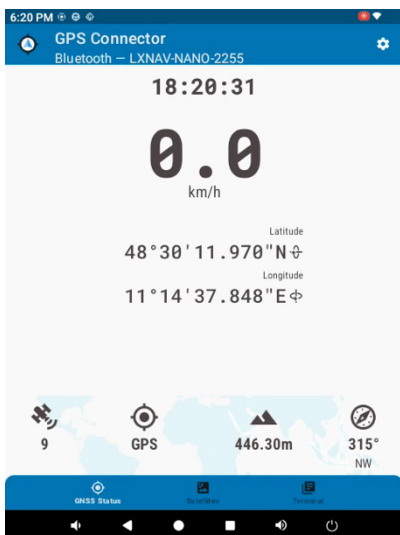 6:20 PM
GPS Connector
Bluetooth — LXNAV-NANO-2255
18:20:31
0.0
km/h
Latitude
48°30'11.970"N
Longitude
11°14'37.848"E
9
GPS
446.30m
315°
NW
GNSS Status
Satellites
Terminal